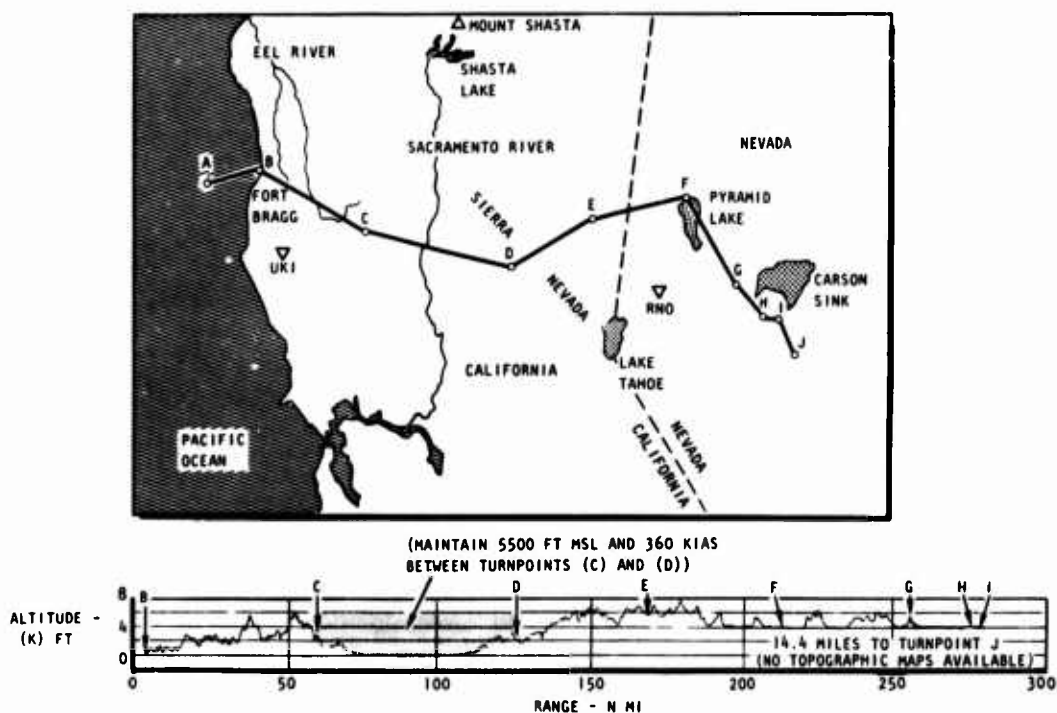 MOUNT SHASTA
EEL RIVER
SHASTA
LAKE
SACRAMENTO RIVER
NEVADA
A
B
FORT
BRAGG
C
SIERRA
D
E
F
PYRAMID
LAKE
UKI
NEVADA
RNO
G
H
I
CARSON
SINK
J
CALIFORNIA
LAKE
TAHOE
PACIFIC
OCEAN
NEVADA
CALIFORNIA
(MAINTAIN 5500 FT MSL AND 360 KIAS
BETWEEN TURNPOINTS (C) AND (D))
ALTITUDE -
(K) FT
8
6
4
2
0
B
C
D
E
F
G
H
I
14.4 MILES TO TURNPOINT J
(NO TOPOGRAPHIC MAPS AVAILABLE)
0
50
100
150
200
250
300
RANGE - N MI